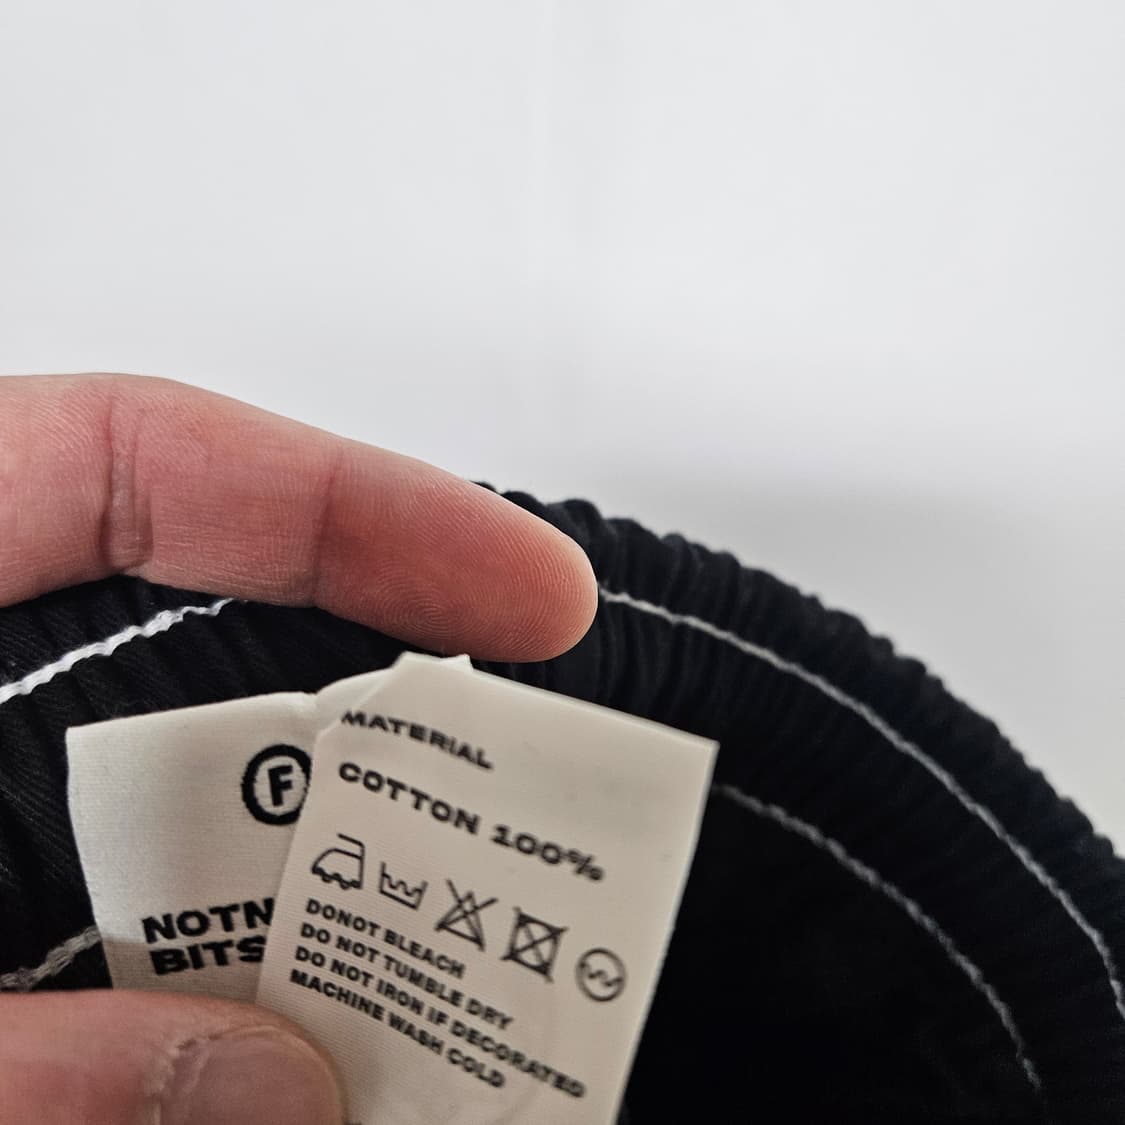 F
NOTN
BITS
MATERIAL
COTTON 100%
DONOT BLEACH
DO NOT TUMBLE DRY
DO NOT IRON IF DECORATED
MACHINE WASH COLD